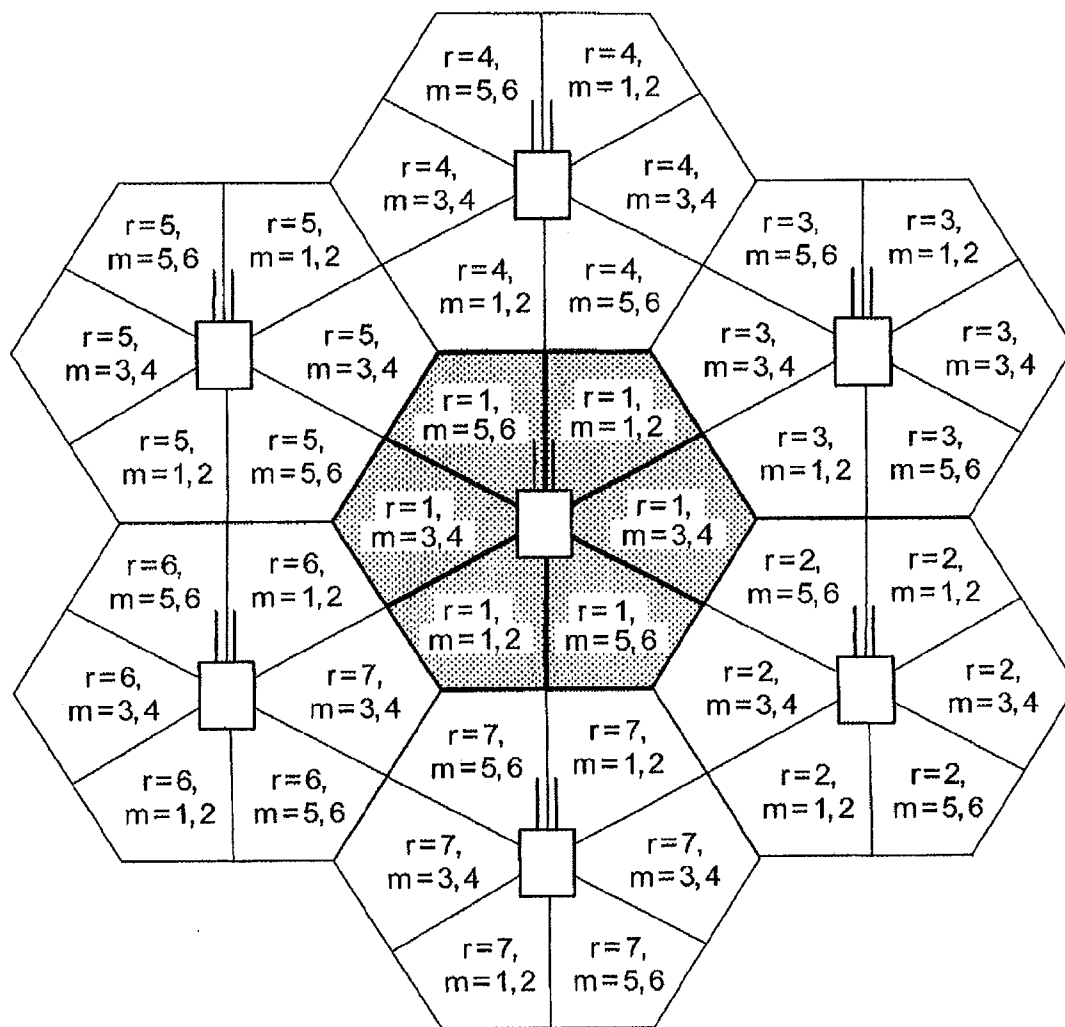 r=4,
m=5,6
r=4,
m=1,2
r=4,
m=3,4
r=4,
m=3,4
r=4,
m=1,2
r=4,
m=5,6
r=5,
m=5,6
r=5,
m=1,2
r=5,
m=3,4
r=5,
m=3,4
r=5,
m=1,2
r=5,
m=5,6
r=3,
m=5,6
r=3,
m=1,2
r=3,
m=3,4
r=3,
m=3,4
r=3,
m=1,2
r=3,
m=5,6
r=1,
m=5,6
r=1,
m=1,2
r=1,
m=3,4
r=1,
m=3,4
r=1,
m=1,2
r=1,
m=5,6
r=6,
m=5,6
r=6,
m=1,2
r=6,
m=3,4
r=7,
m=3,4
r=6,
m=1,2
r=6,
m=5,6
r=2,
m=5,6
r=2,
m=1,2
r=2,
m=3,4
r=2,
m=3,4
r=2,
m=1,2
r=2,
m=5,6
r=7,
m=5,6
r=7,
m=1,2
r=7,
m=3,4
r=7,
m=3,4
r=7,
m=1,2
r=7,
m=5,6